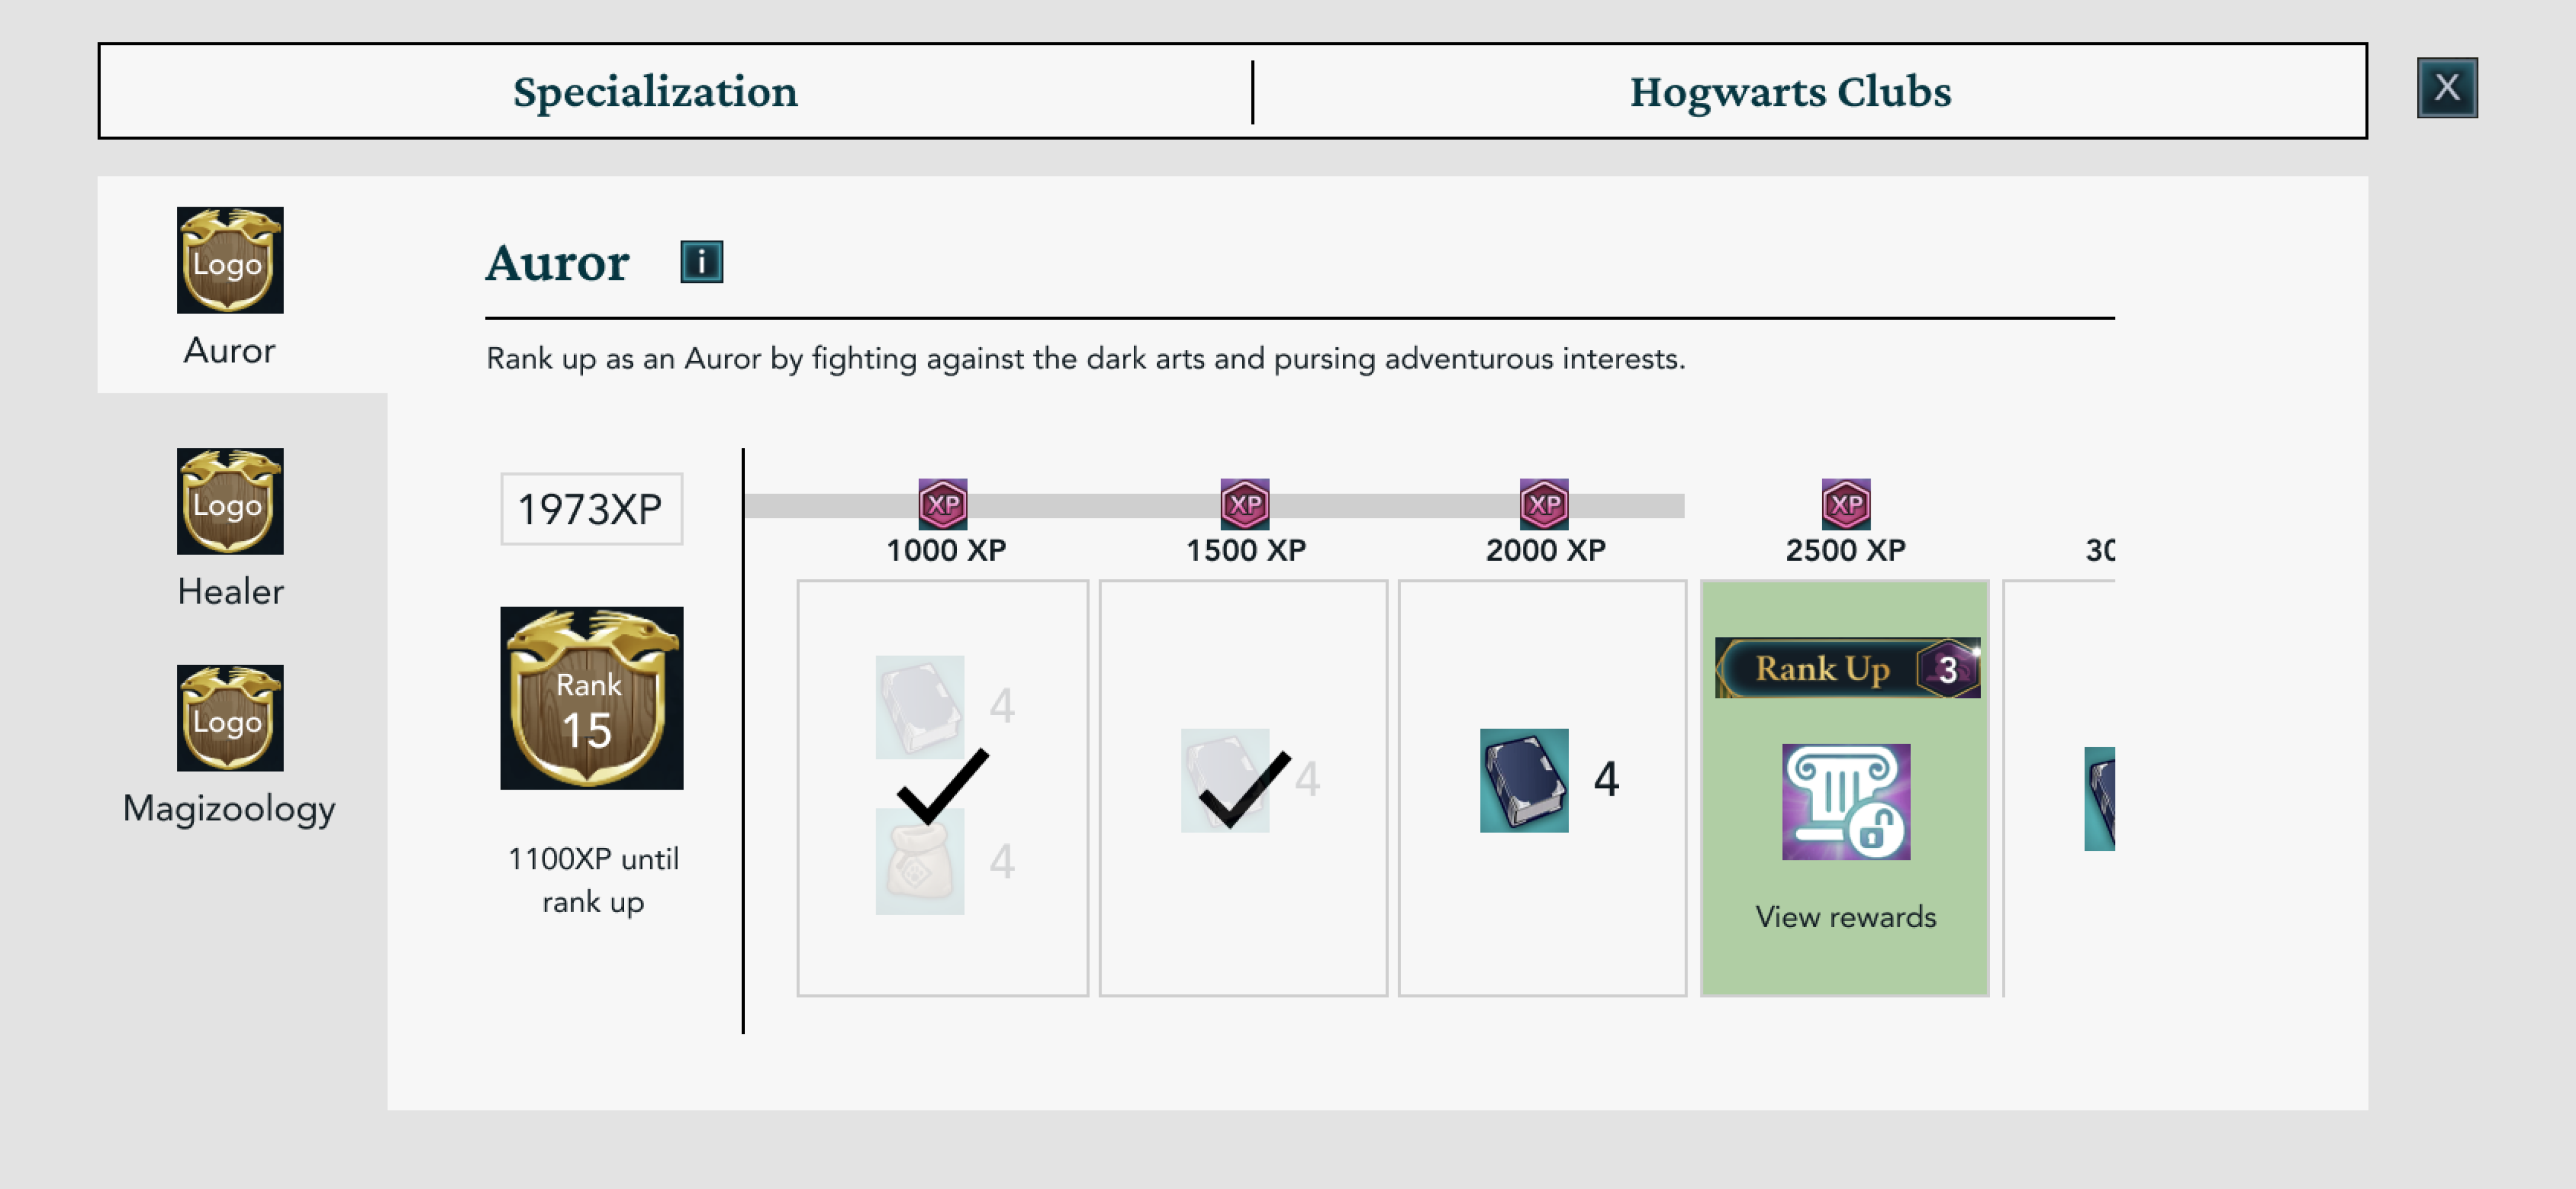 Specialization
Hogwarts Clubs
X
Logo
Auror
Logo
Healer
Logo
Magizoology
Auror
i
Rank up as an Auror by fighting against the dark arts and pursing adventurous interests.
1973XP
Rank
15
1100XP until
rank up
XP
XP
XP
XP
1000 XP
1500 XP
2000 XP
2500 XP
30
4
4
4
4
Rank Up 3
View rewards